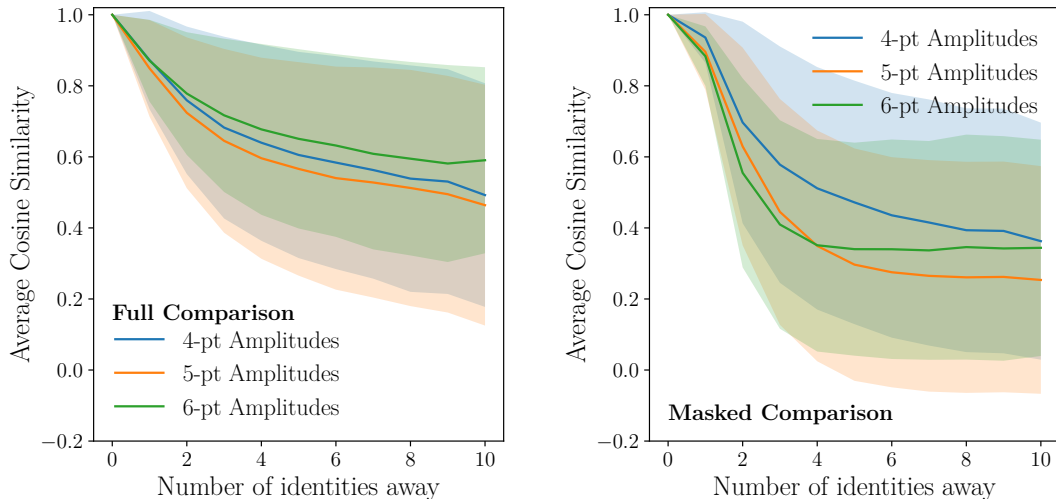 1.0
0.8
0.6
0.4
0.2
0.0
−0.2
Average Cosine Similarity
Full Comparison
4-pt Amplitudes
5-pt Amplitudes
6-pt Amplitudes
0 2 4 6 8 10
Number of identities away
1.0
0.8
0.6
0.4
0.2
0.0
−0.2
Average Cosine Similarity
4-pt Amplitudes
5-pt Amplitudes
6-pt Amplitudes
Masked Comparison
0 2 4 6 8 10
Number of identities away